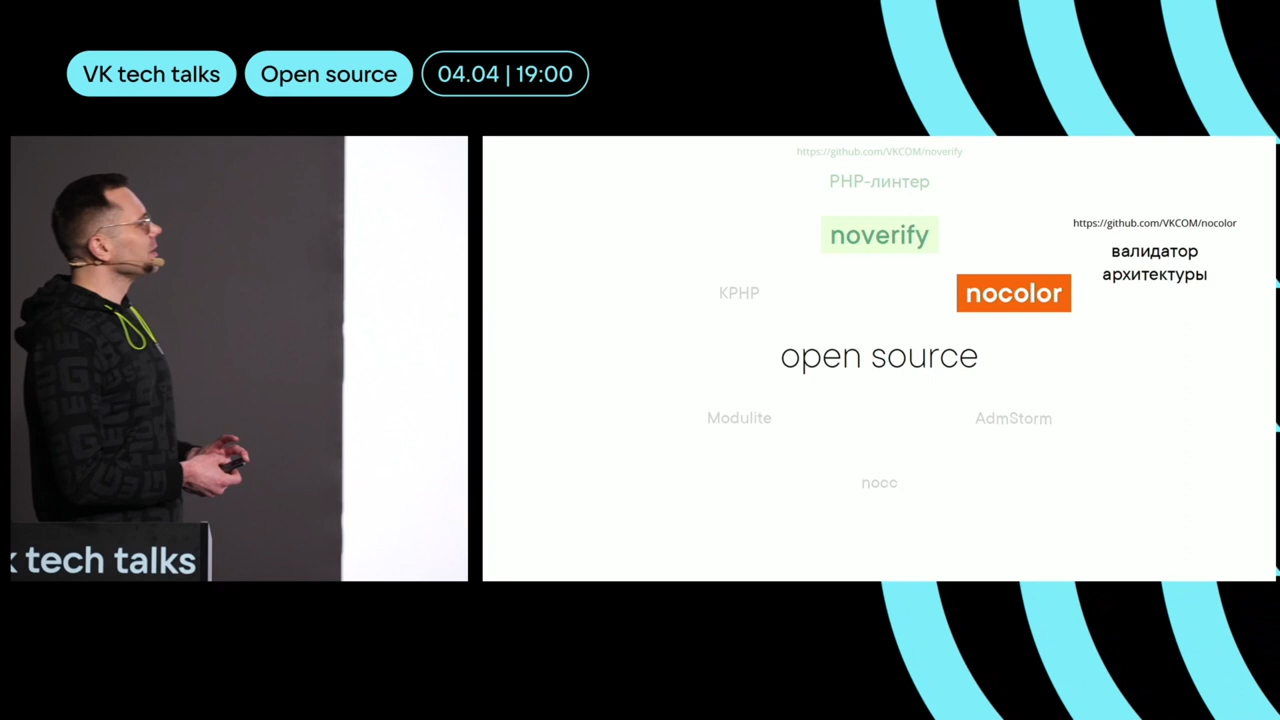 VK tech talks
Open source
04.04 | 19:00
k tech talks
https://github.com/VKCOM/noverify
PHP-линтер
noverify
https://github.com/VKCOM/nocolor
валидатор
архитектуры
nocolor
KPHP
open source
Modulite
AdmStorm
nocc